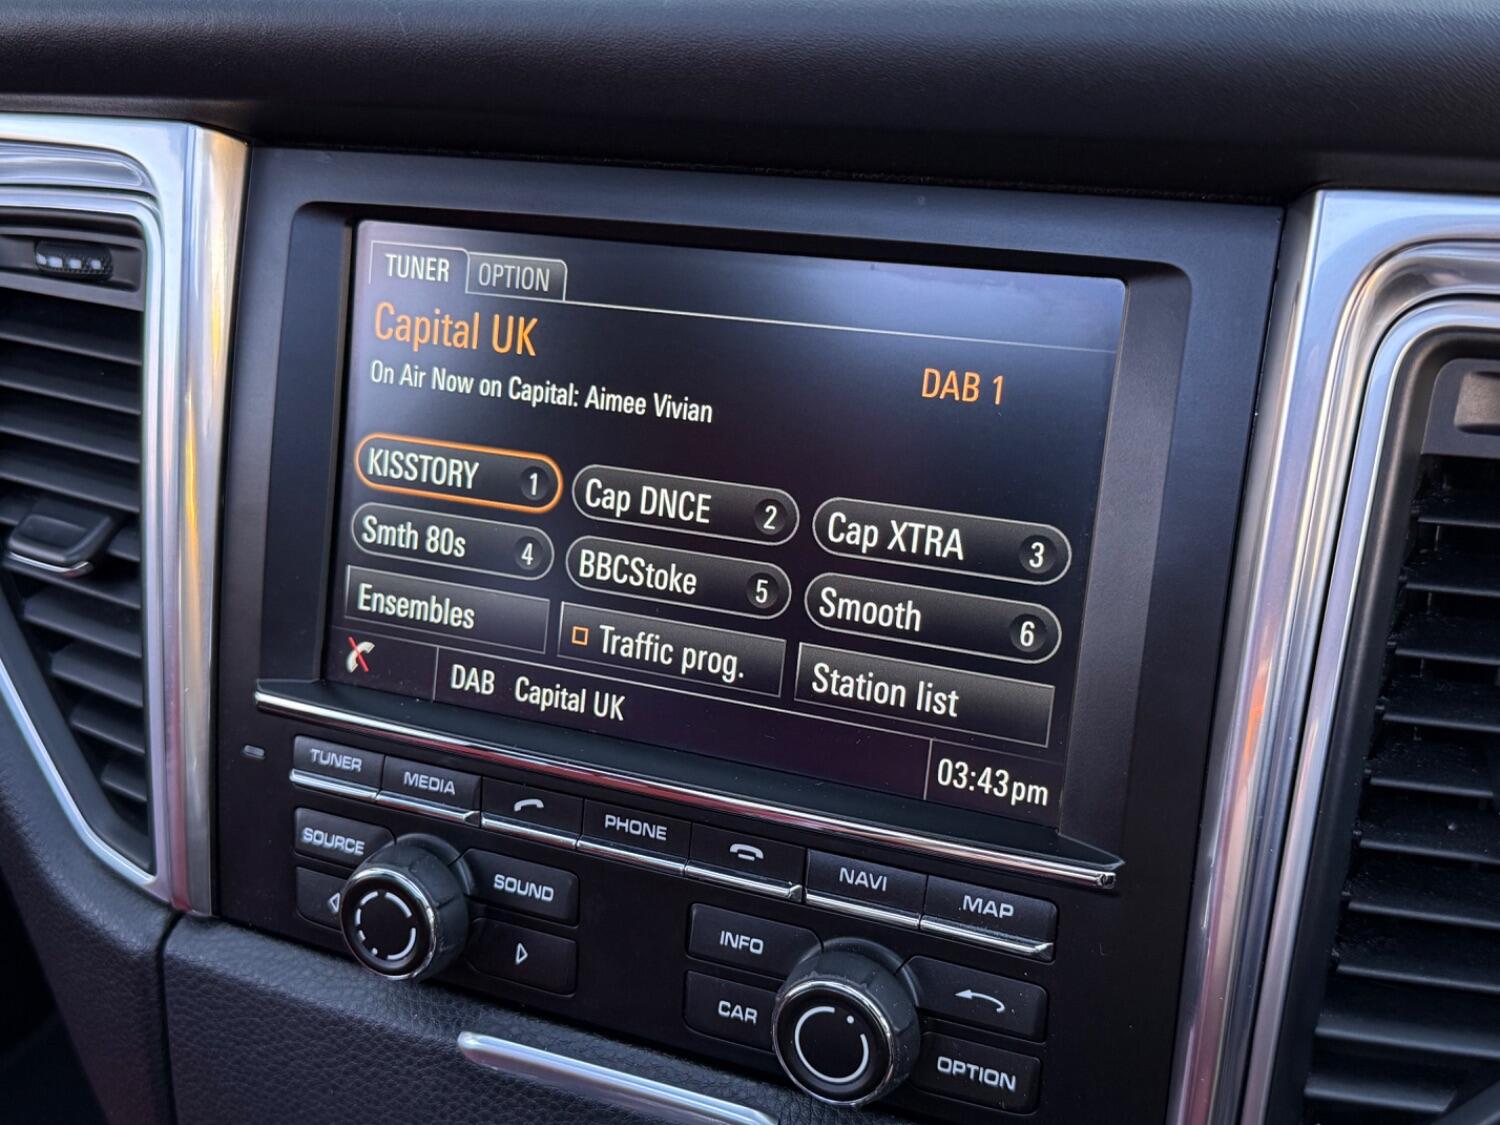 TUNER OPTION
Capital UK
DAB 1
On Air Now on Capital: Aimee Vivian
KISSTORY 1
Cap DNCE 2
Cap XTRA 3
Smth 80s 4
BBCStoke 5
Smooth 6
Ensembles
Traffic prog.
Station list
DAB Capital UK
03:43pm
TUNER
MEDIA
PHONE
NAVI
MAP
SOURCE
SOUND
INFO
CAR
OPTION